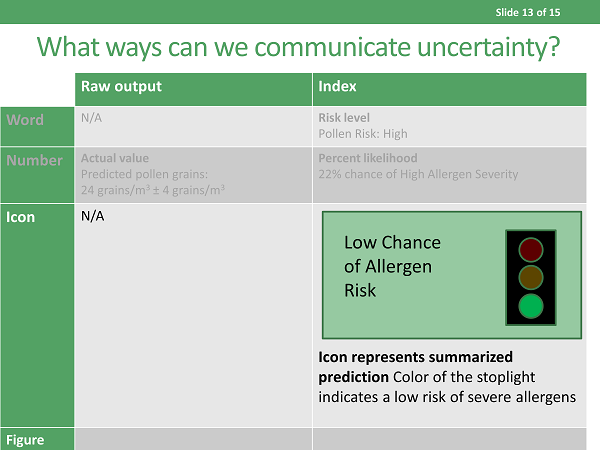 Slide 13 of 15
What ways can we communicate uncertainty?
Raw output
Index
Word
N/A
Risk level
Pollen Risk: High
Number
Actual value
Predicted pollen grains:
24 grains/m³ ± 4 grains/m³
Percent likelihood
22% chance of High Allergen Severity
Icon
N/A
Low Chance
of Allergen
Risk
Icon represents summarized
prediction Color of the stoplight
indicates a low risk of severe allergens
Figure